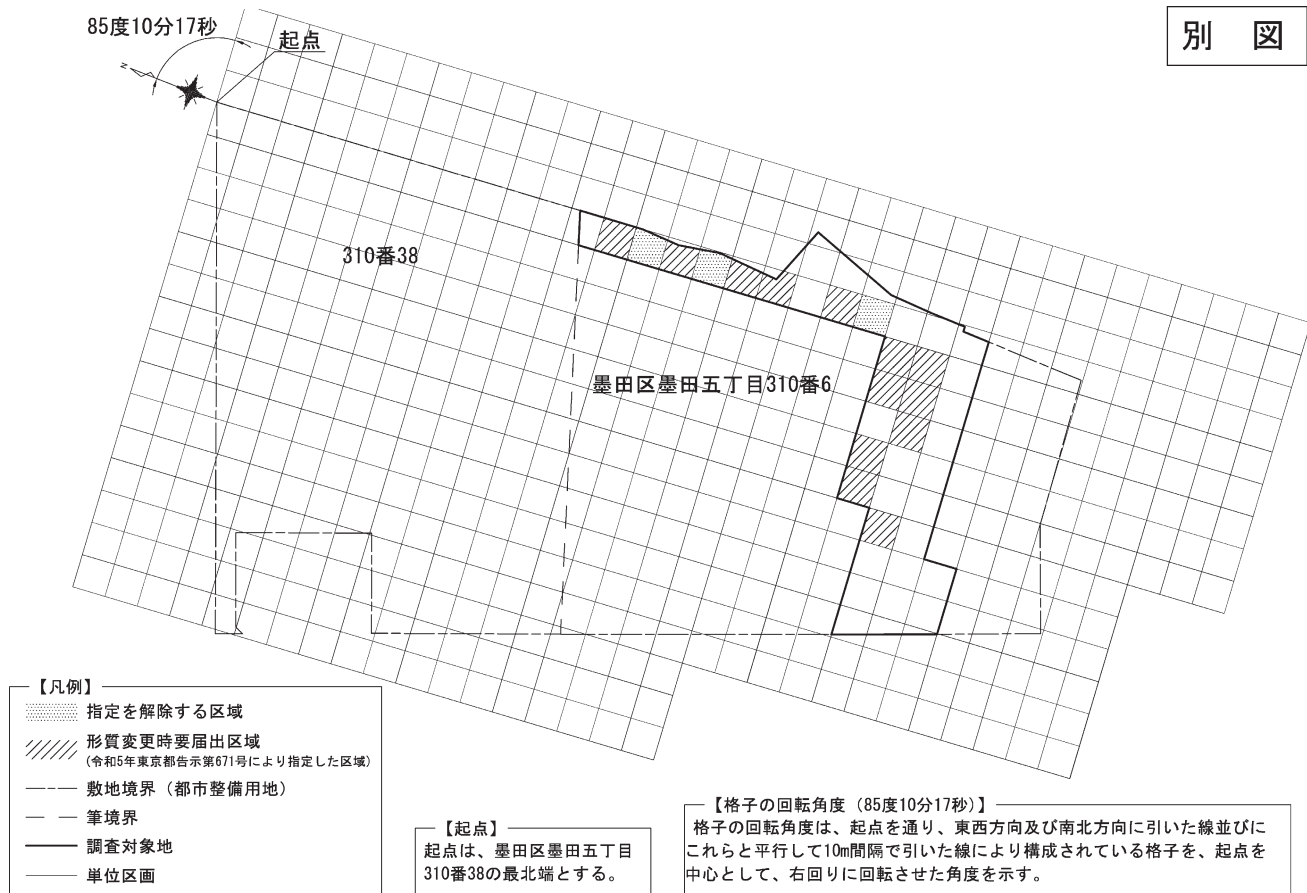 別　図
85度10分17秒
起点
N
310番38
墨田区墨田五丁目310番6
【凡例】
指定を解除する区域
形質変更時要届出区域
(令和5年東京都告示第671号により指定した区域)
敷地境界（都市整備用地）
筆境界
調査対象地
単位区画
【起点】
起点は、墨田区墨田五丁目
310番38の最北端とする。
【格子の回転角度（85度10分17秒）】
格子の回転角度は、起点を通り、東西方向及び南北方向に引いた線並びに
これらと平行して10m間隔で引いた線により構成されている格子を、起点を
中心として、右回りに回転させた角度を示す。